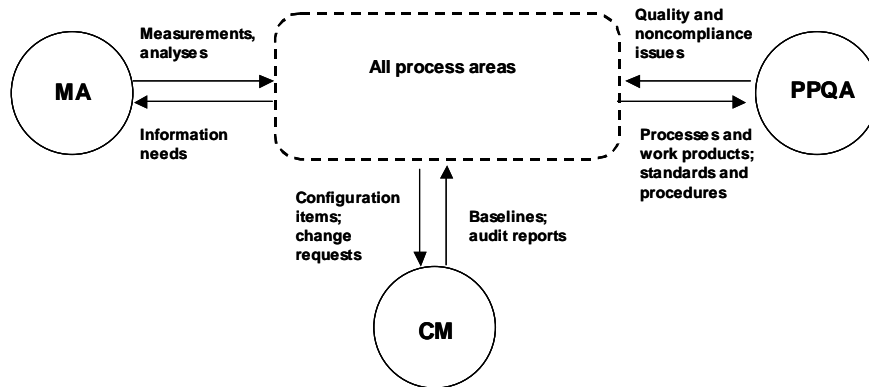 Measurements,
analyses
MA
Information
needs
All process areas
Quality and
noncompliance
issues
PPQA
Processes and
work products;
standards and
procedures
Configuration
items;
change
requests
Baselines;
audit reports
CM